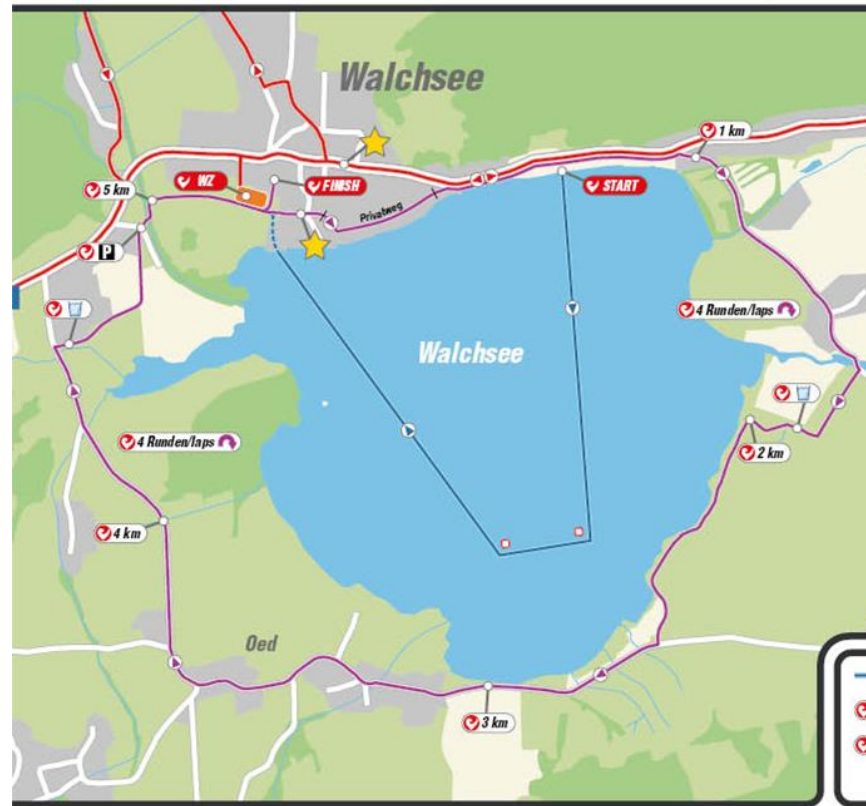 Walchsee
1 km
5 km
WZ
FINISH
START
Privatweg
P
4 Runden/laps
Walchsee
4 Runden/laps
2 km
4 km
Oed
3 km